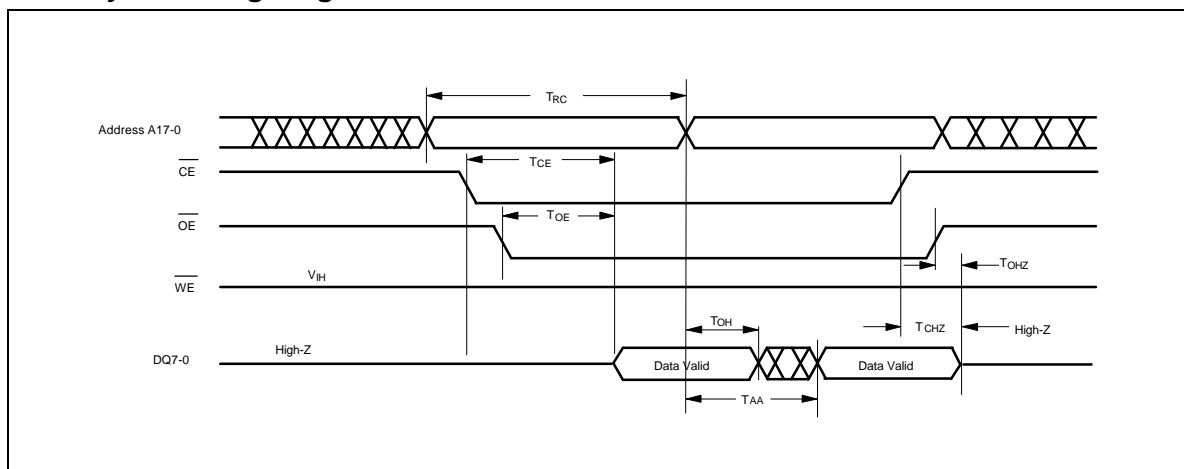 TRC
Address A17-0
TCE
CE
TOE
OE
TOHZ
VIH
WE
TOH
TCHZ
High-Z
High-Z
DQ7-0
Data Valid
Data Valid
TAA